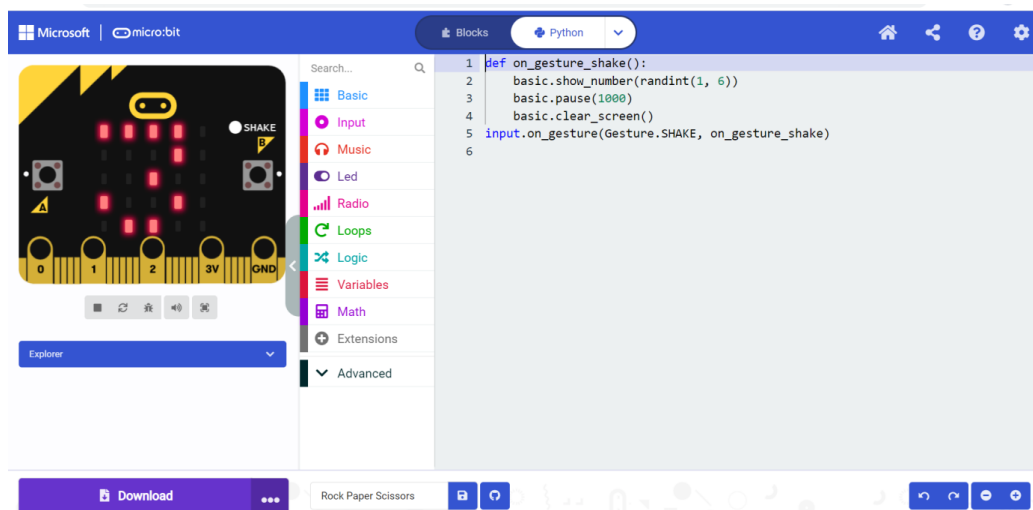 Microsoft | micro:bit
Blocks
Python
SHAKE
B
A
0 1 2 3V GND
Explorer
Search...
Basic
Input
Music
Led
Radio
Loops
Logic
Variables
Math
Extensions
Advanced
1 def on_gesture_shake():
2 basic.show_number(randint(1, 6))
3 basic.pause(1000)
4 basic.clear_screen()
5 input.on_gesture(Gesture.SHAKE, on_gesture_shake)
6
Download
Rock Paper Scissors